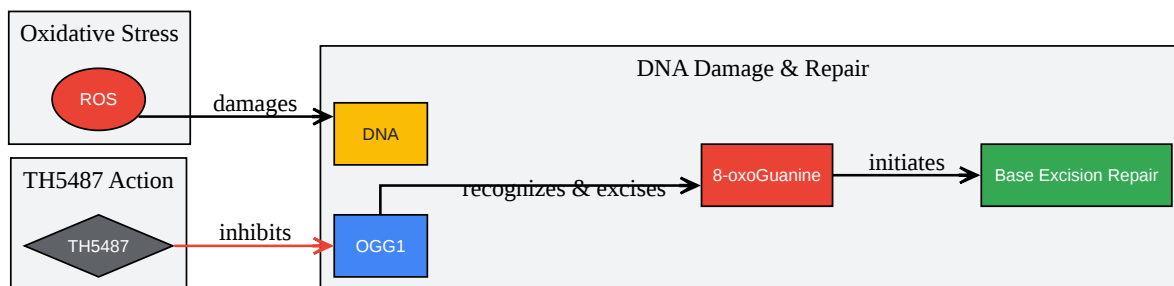 Oxidative Stress
ROS
damages
DNA Damage & Repair
DNA
TH5487 Action
TH5487
inhibits
OGG1
recognizes & excises
8-oxoGuanine
initiates
Base Excision Repair